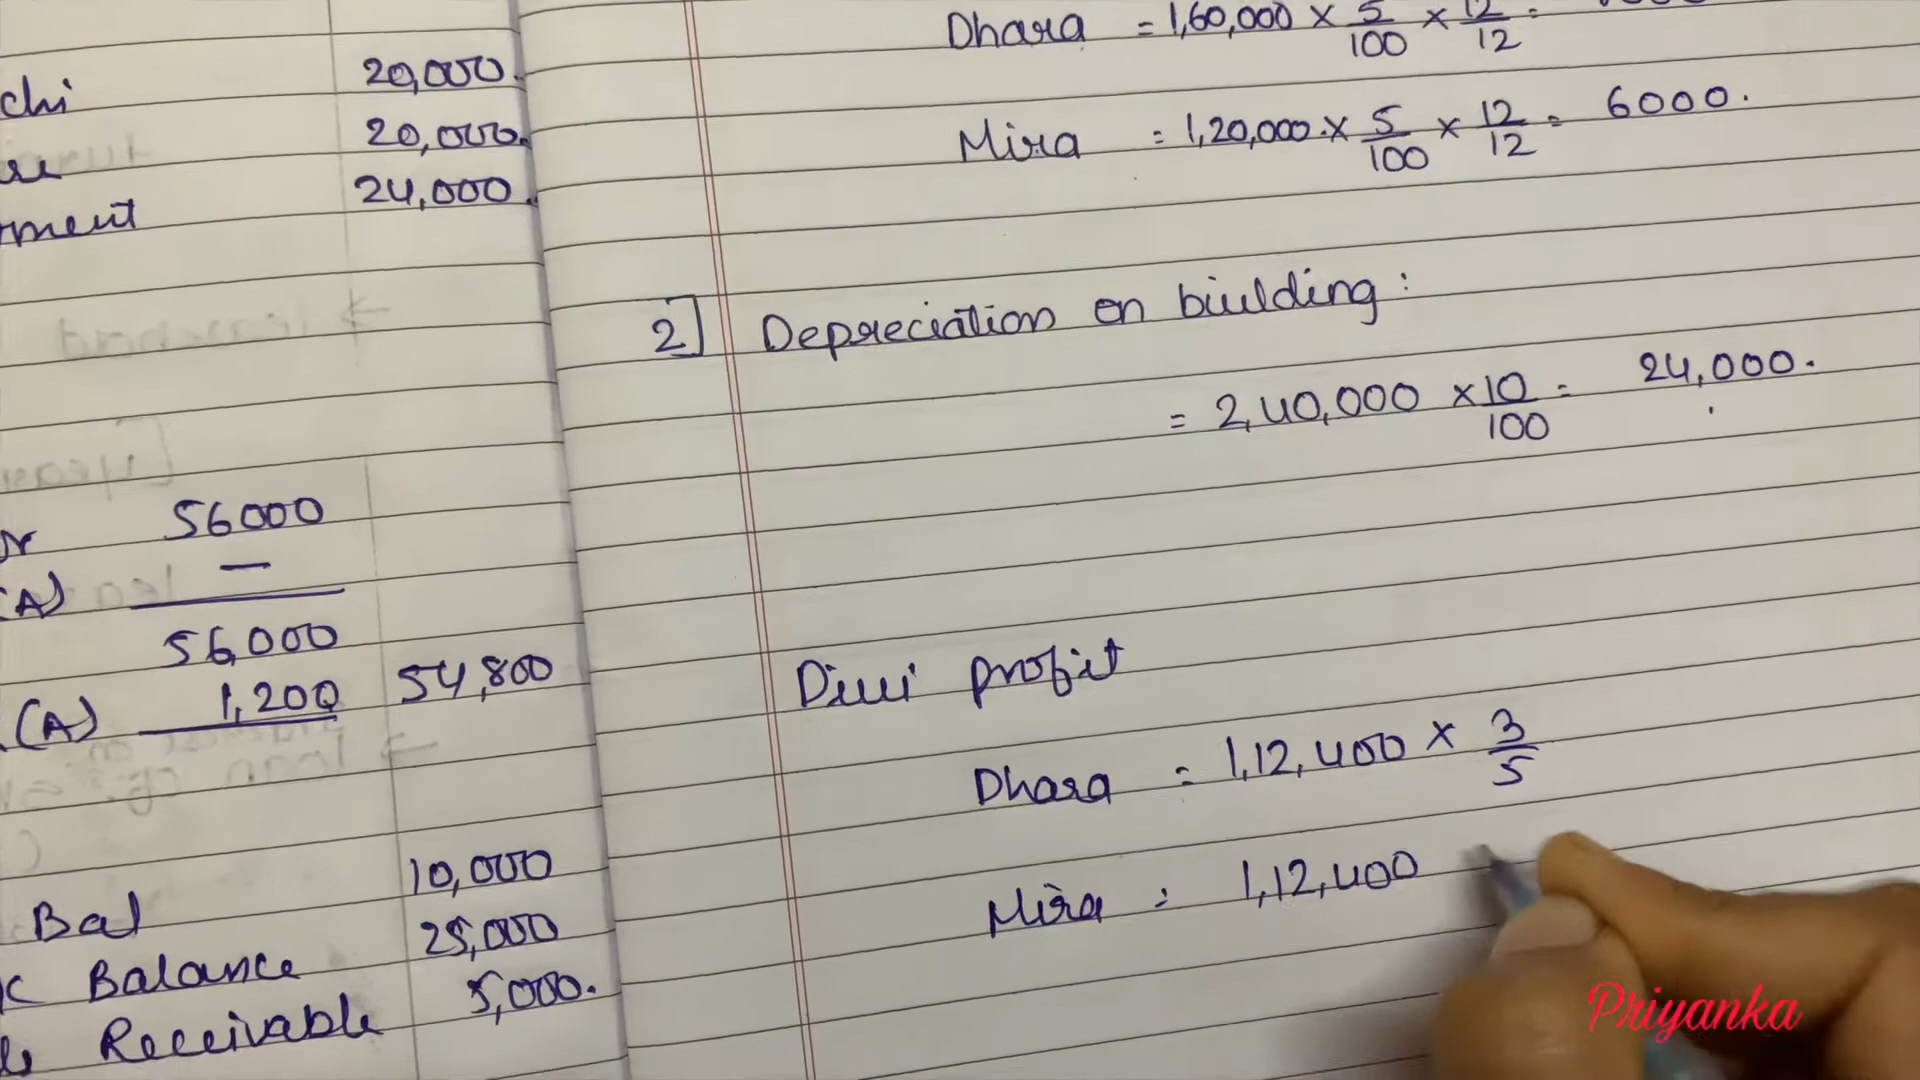 chi 20,000.
20,000.
ment 24,000.
56000
(A) —
56,000
(A) 1,200 54,800
10,000
Bal 25,000
Balance 5,000.
Receivable
Dhara = 1,60,000 × 5/100 × 12/12 =
Mira = 1,20,000. × 5/100 × 12/12 = 6000.
2] Depreciation on building :
= 2,40,000 × 10/100 = 24,000.
Divi profit
Dhara = 1,12,400 × 3/5
Mira = 1,12,400
Priyanka